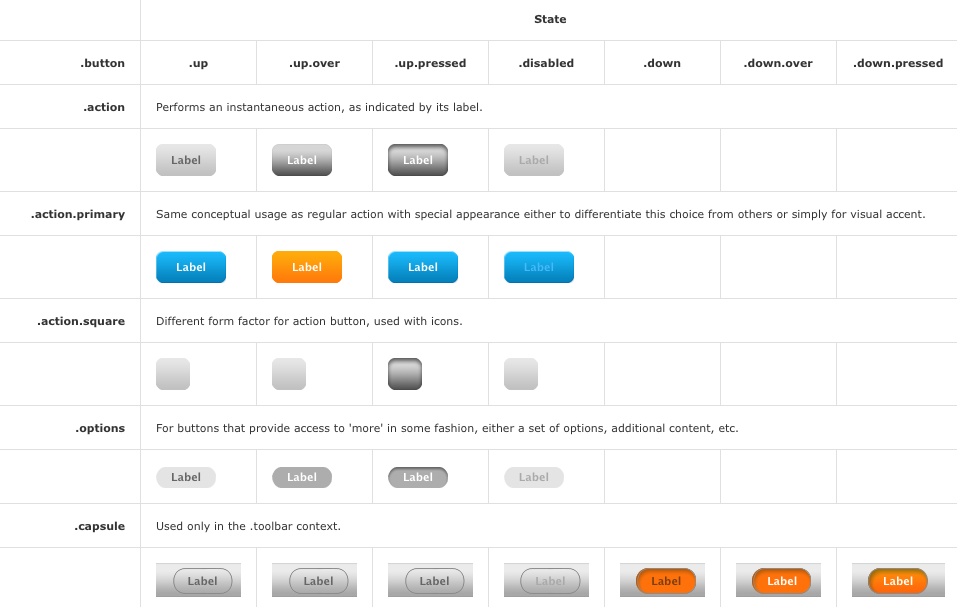 State
.button .up .up.over .up.pressed .disabled .down .down.over .down.pressed
.action Performs an instantaneous action, as indicated by its label.
Label Label Label Label
.action.primary Same conceptual usage as regular action with special appearance either to differentiate this choice from others or simply for visual accent.
Label Label Label Label
.action.square Different form factor for action button, used with icons.
.options For buttons that provide access to 'more' in some fashion, either a set of options, additional content, etc.
Label Label Label Label
.capsule Used only in the .toolbar context.
Label Label Label Label Label Label Label